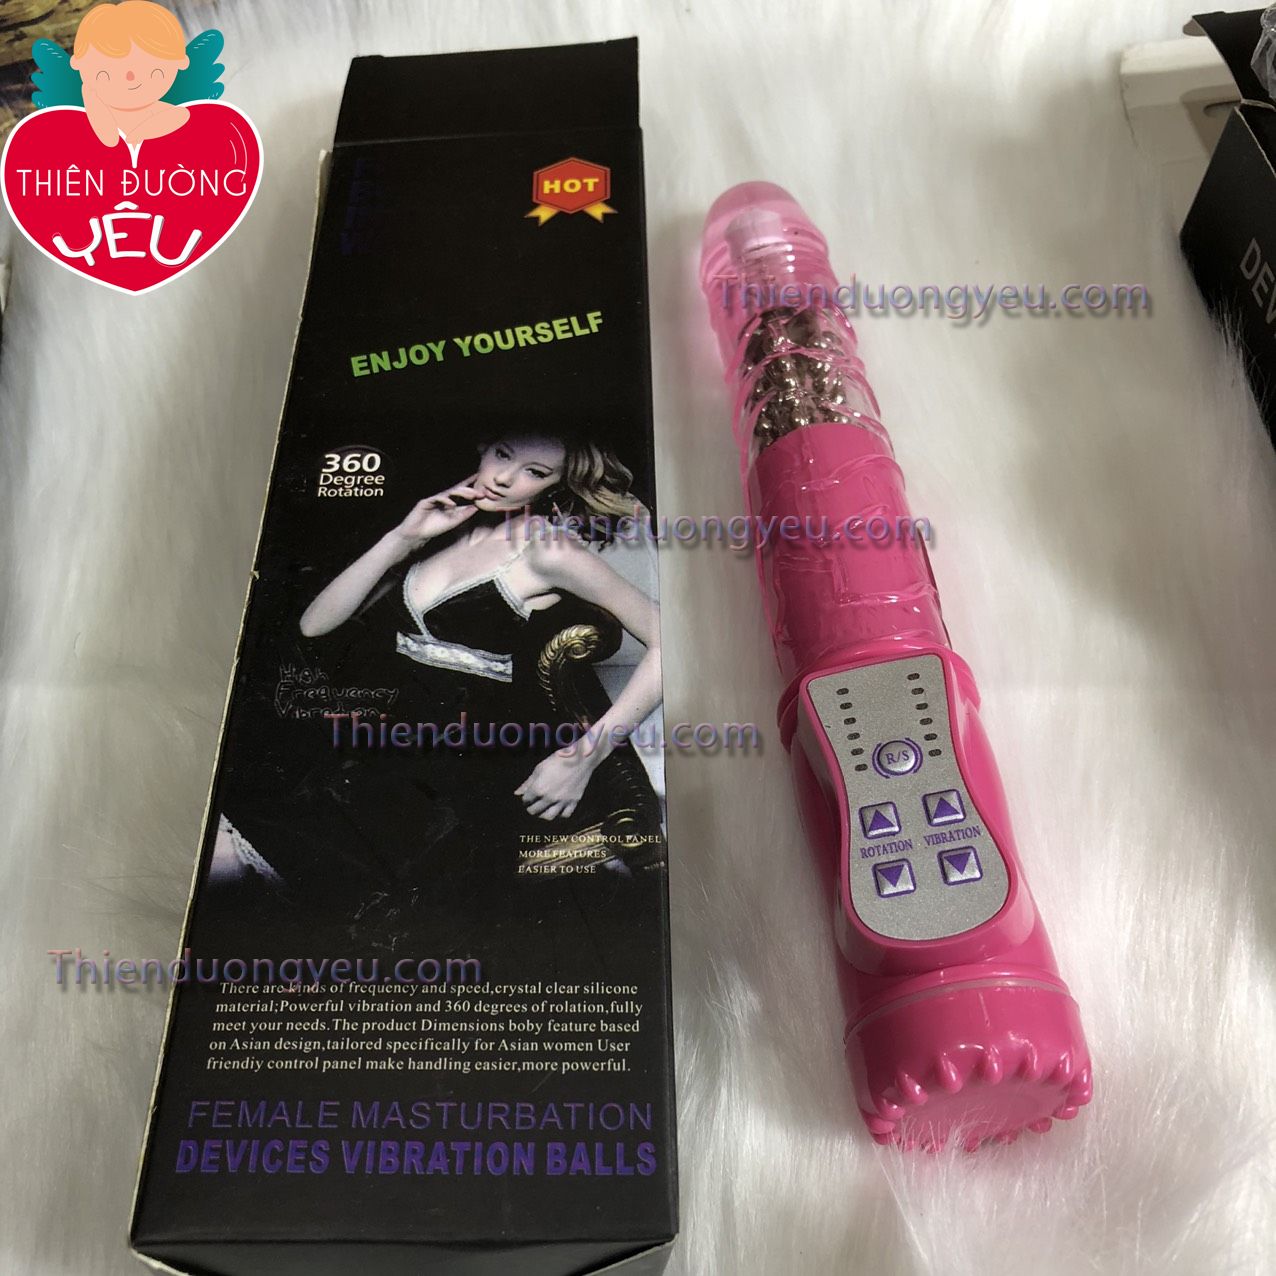 THIÊN ĐƯỜNG
YÊU
HOT
ENJOY YOURSELF
360
Degree
Rotation
Thienduongyeu.com
Thienduongyeu.com
High
Frequency
Vibration
Thienduongyeu.com
THE NEW CONTROL PANEL
MORE FEATURES
EASIER TO USE
R/S
ROTATION VIBRATION
Thienduongyeu.com
There are kinds of frequency and speed,crystal clear silicone
material;Powerful vibration and 360 degrees of rolation,fully
meet your needs.The product Dimensions boby feature based
on Asian design,tailored specifically for Asian women User
friendiy control panel make handling easier,more powerful.
FEMALE MASTURBATION
DEVICES VIBRATION BALLS
DEV